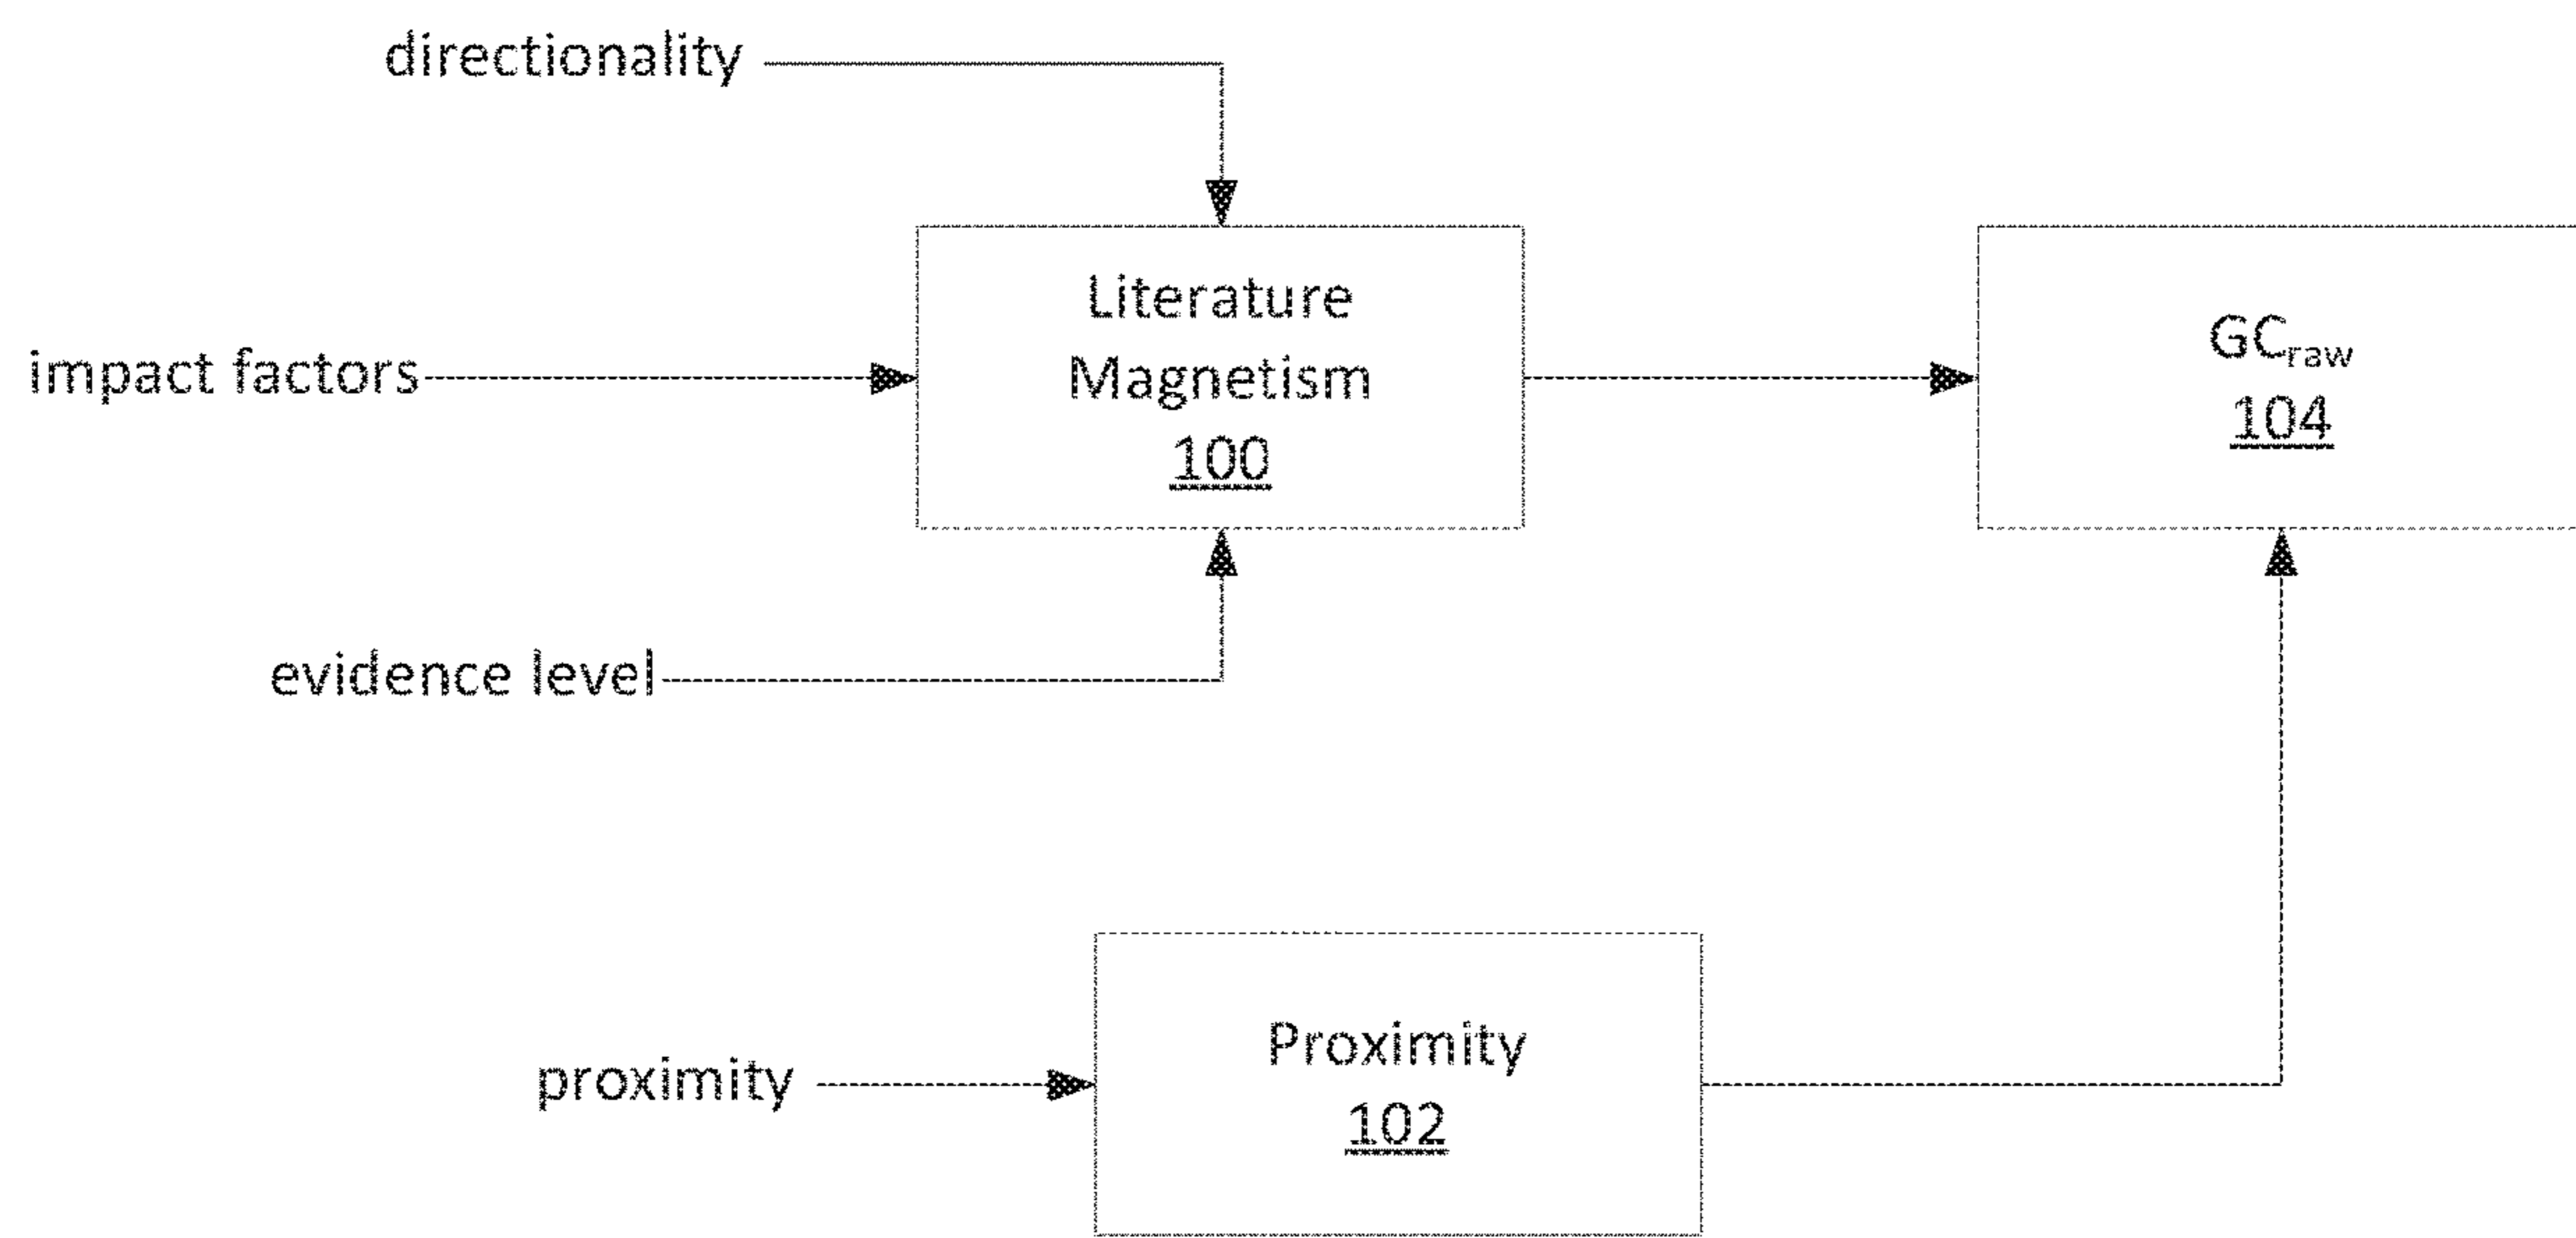 directionality
impact factors
Literature
Magnetism
100
GCraw
104
evidence level
proximity
Proximity
102